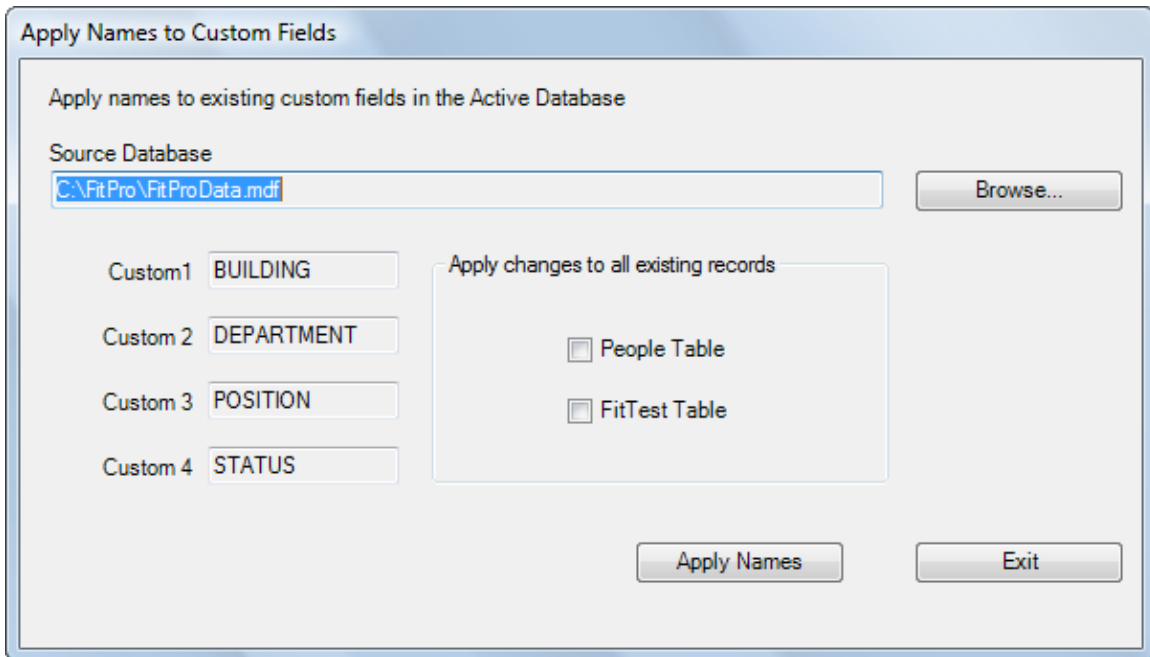 Apply Names to Custom Fields
Apply names to existing custom fields in the Active Database
Source Database
C:\FitPro\FitProData.mdf
Browse...
Custom1 BUILDING
Apply changes to all existing records
Custom 2 DEPARTMENT
People Table
Custom 3 POSITION
FitTest Table
Custom 4 STATUS
Apply Names
Exit